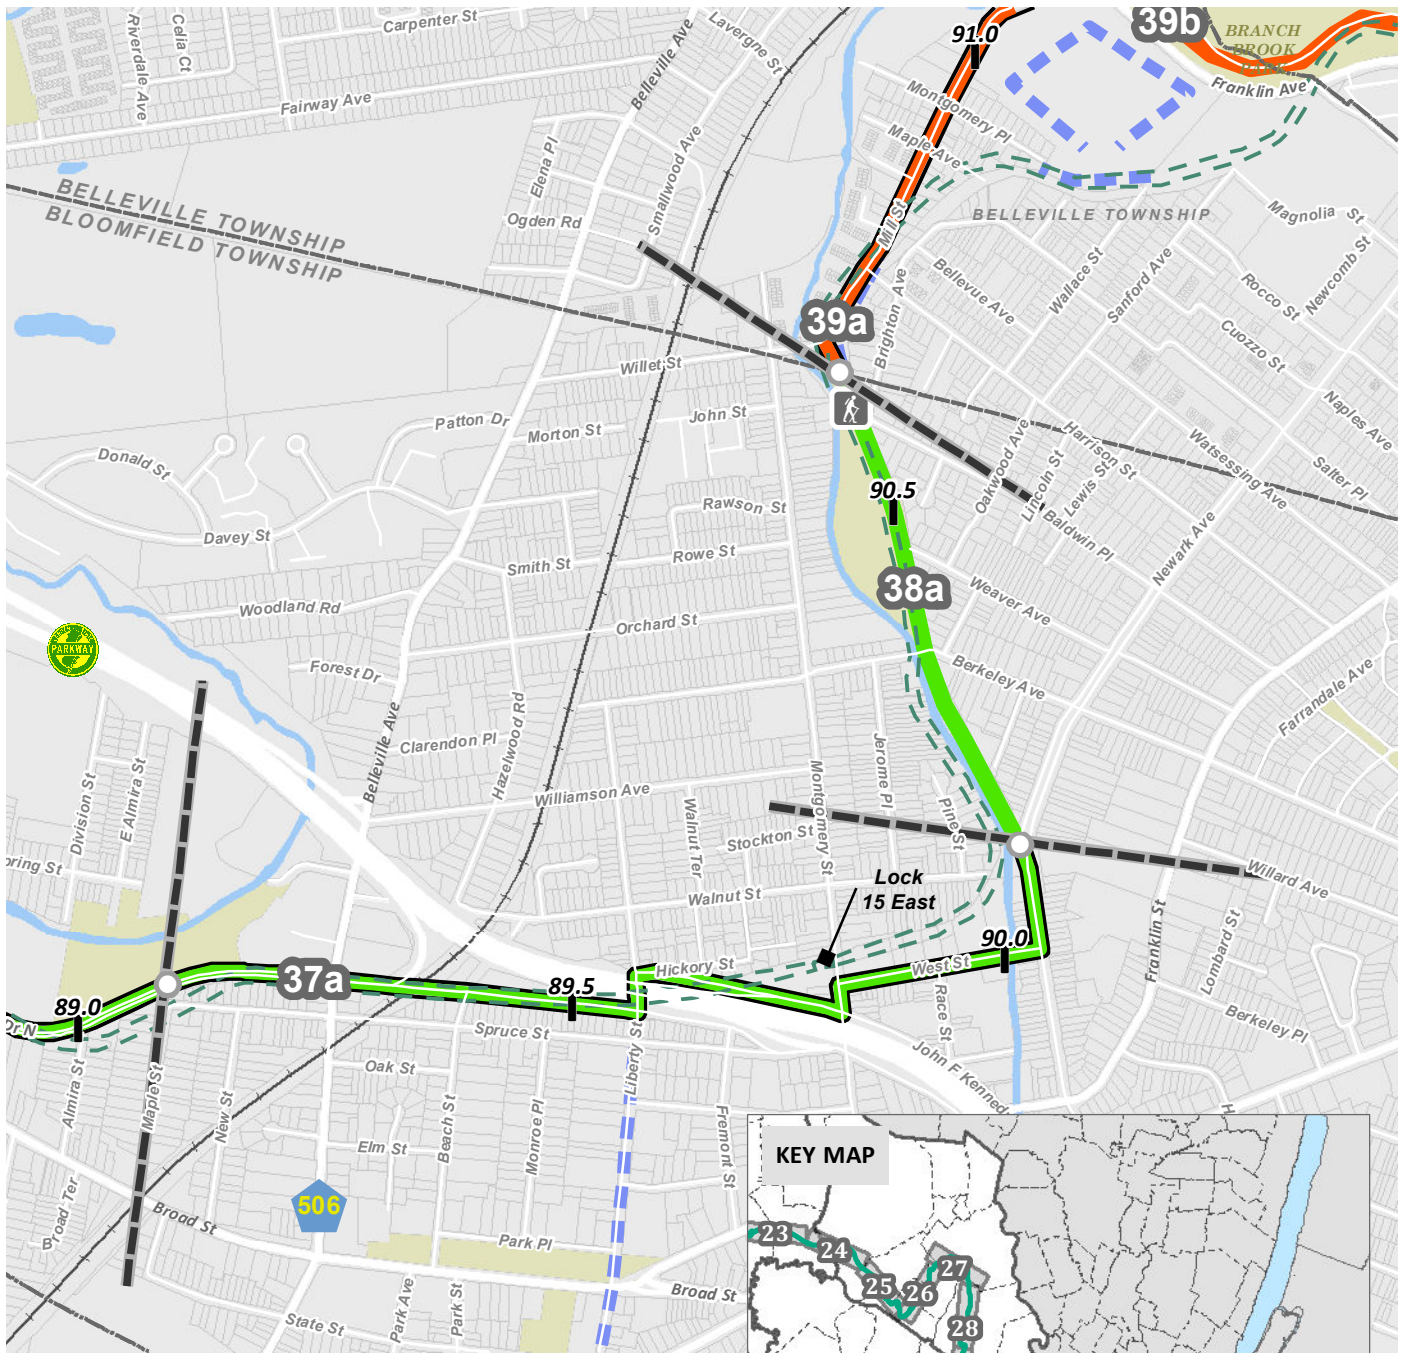 Carpenter St
Riverdale Ave
Celia Ct
Fairway Ave
Belleville Ave
Lavergne St
Smallwood Ave
Elena Pl
Ogden Rd
BELLEVILLE TOWNSHIP
BLOOMFIELD TOWNSHIP
91.0
39b
BRANCH
BROOK
PARK
Franklin Ave
Montgomery Pl
Maple Ave
Mill St
BELLEVILLE TOWNSHIP
Magnolia St
Newcomb St
Rocco St
Cuozzo St
Wallace St
Sanford Ave
Bellevue Ave
Brighton Ave
39a
Willet St
John St
Morton St
Patton Dr
Donald St
Davey St
Rawson St
Rowe St
Smith St
90.5
38a
Oakwood Ave
Lincoln St
Lewis St
Harrison St
Baldwin Pl
Watsessing Ave
Naples Ave
Salter Pl
Newark Ave
Weaver Ave
Berkeley Ave
Farrandale Ave
Woodland Rd
Orchard St
Forest Dr
PARKWAY
Clarendon Pl
Hazelwood Rd
Belleville Ave
Williamson Ave
Walnut Ter
Stockton St
Montgomery St
Jerome Pl
Pine St
Walnut St
Lock
15 East
Willard Ave
Franklin St
Lombard St
Berkeley Pl
Division St
E Almira St
pring St
37a
89.0
89.5
90.0
Hickory St
West St
Race St
Dr N
Spruce St
Oak St
Elm St
Almira St
Maple St
New St
Beach St
Monroe Pl
Liberty St
Fremont St
John F Kenned
H
506
Broad Ter
Broad St
Park Pl
Broad St
State St
Park Ave
Park St
KEY MAP
23
24
25
26
27
28